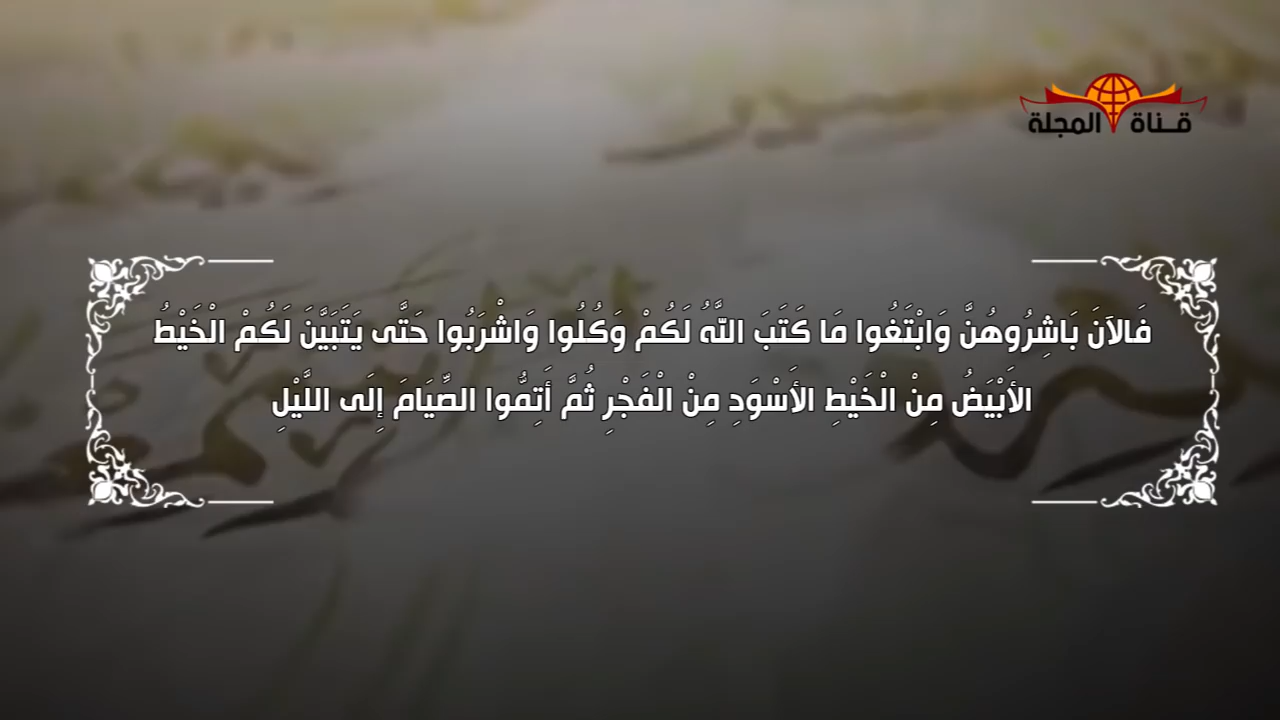 قناة المجلة
فَالآنَ بَاشِرُوهُنَّ وَابْتَغُوا مَا كَتَبَ اللَّهُ لَكُمْ وَكُلُوا وَاشْرَبُوا حَتَّى يَتَبَيَّنَ لَكُمْ الْخَيْطُ
الأَبْيَضُ مِنْ الْخَيْطِ الأَسْوَدِ مِنْ الْفَجْرِ ثُمَّ أَتِمُّوا الصِّيَامَ إِلَى اللَّيْلِ